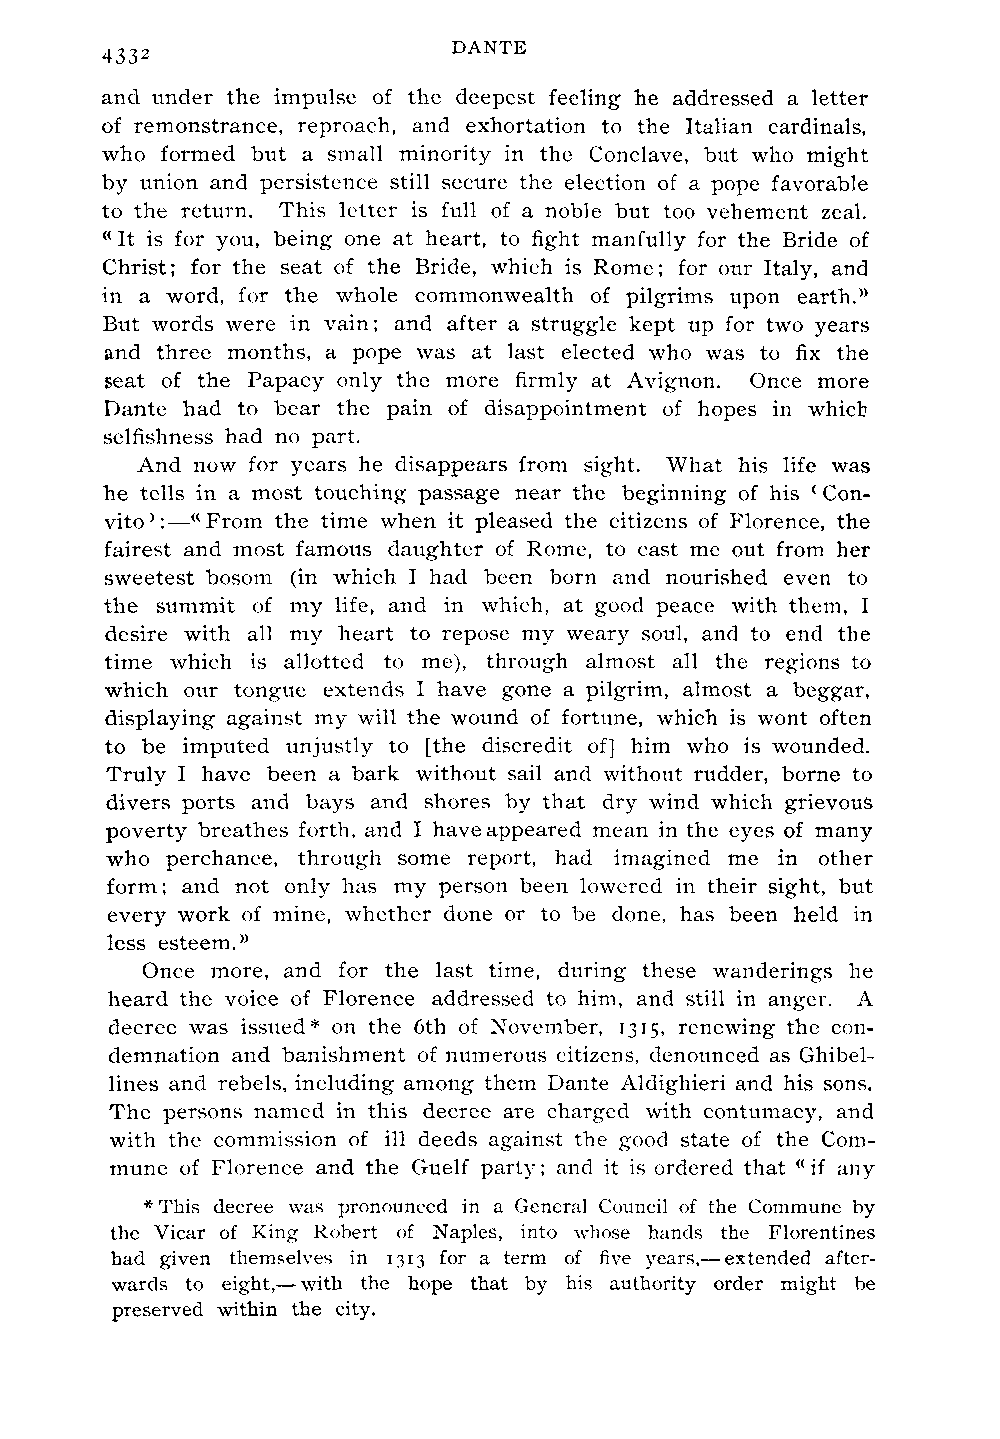 4332
DANTE
and under the impulse of the deepest feeling he addressed a letter
of remonstrance, reproach, and exhortation to the Italian cardinals,
who formed but a small minority in the Conclave, but who might
by union and persistence still secure the election of a pope favorable
to the return. This letter is full of a noble but too vehement zeal.
«It is for you, being one at heart, to fight manfully for the Bride of
Christ; for the seat of the Bride, which is Rome; for our Italy, and
in a word, for the whole commonwealth of pilgrims upon earth.»
But words were in vain; and after a struggle kept up for two years
and three months, a pope was at last elected who was to fix the
seat of the Papacy only the more firmly at Avignon. Once more
Dante had to bear the pain of disappointment of hopes in which
selfishness had no part.
And now for years he disappears from sight. What his life was
he tells in a most touching passage near the beginning of his ‹Con-
vito›:—«From the time when it pleased the citizens of Florence, the
fairest and most famous daughter of Rome, to cast me out from her
sweetest bosom (in which I had been born and nourished even to
the summit of my life, and in which, at good peace with them, I
desire with all my heart to repose my weary soul, and to end the
time which is allotted to me), through almost all the regions to
which our tongue extends I have gone a pilgrim, almost a beggar,
displaying against my will the wound of fortune, which is wont often
to be imputed unjustly to [the discredit of] him who is wounded.
Truly I have been a bark without sail and without rudder, borne to
divers ports and bays and shores by that dry wind which grievous
poverty breathes forth, and I have appeared mean in the eyes of many
who perchance, through some report, had imagined me in other
form; and not only has my person been lowered in their sight, but
every work of mine, whether done or to be done, has been held in
less esteem.»
Once more, and for the last time, during these wanderings he
heard the voice of Florence addressed to him, and still in anger. A
decree was issued* on the 6th of November, 1315, renewing the con-
demnation and banishment of numerous citizens, denounced as Ghibel-
lines and rebels, including among them Dante Aldighieri and his sons.
The persons named in this decree are charged with contumacy, and
with the commission of ill deeds against the good state of the Com-
mune of Florence and the Guelf party; and it is ordered that «if any
*This decree was pronounced in a General Council of the Commune by
the Vicar of King Robert of Naples, into whose hands the Florentines
had given themselves in 1313 for a term of five years,—extended after-
wards to eight,—with the hope that by his authority order might be
preserved within the city.